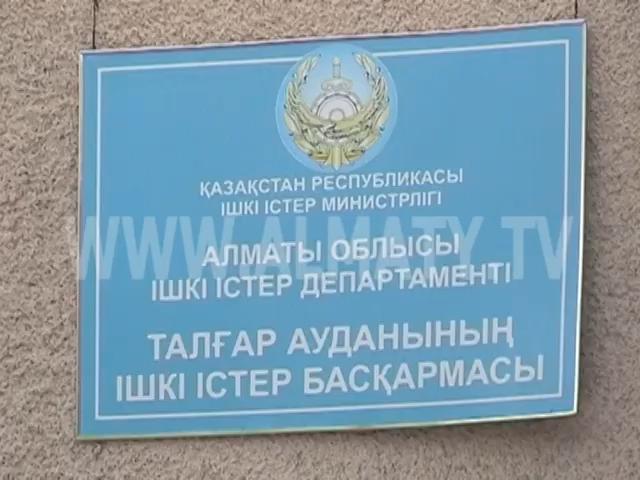 ҚАЗАҚСТАН РЕСПУБЛИКАСЫ
ІШКІ ІСТЕР МИНИСТРЛІГІ
АЛМАТЫ ОБЛЫСЫ
WWW.ALMATY.TV
ІШКІ ІСТЕР ДЕПАРТАМЕНТІ
ТАЛҒАР АУДАНЫНЫҢ
ІШКІ ІСТЕР БАСҚАРМАСЫ